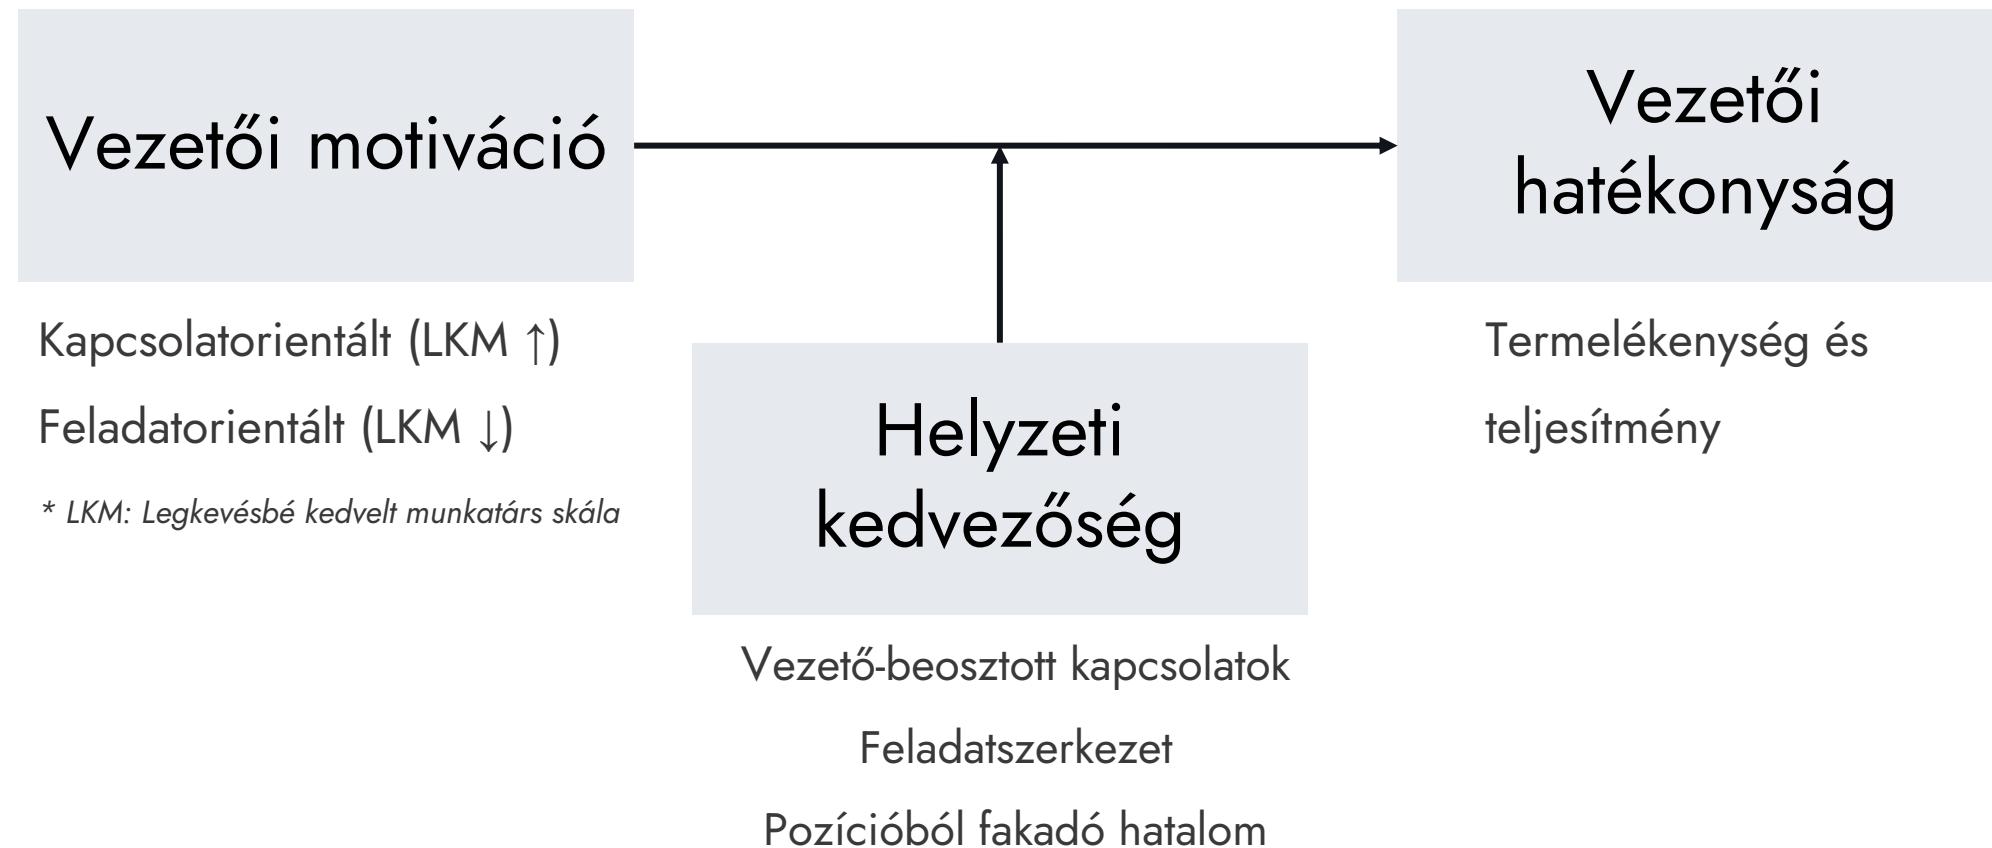 Vezetői motiváció
Vezetői
hatékonyság
Kapcsolatorientált (LKM ↑)
Feladatorientált (LKM ↓)
* LKM: Legkevésbé kedvelt munkatárs skála
Termelékenység és
teljesítmény
Helyzeti
kedvezőség
Vezető-beosztott kapcsolatok
Feladatszerkezet
Pozícióból fakadó hatalom